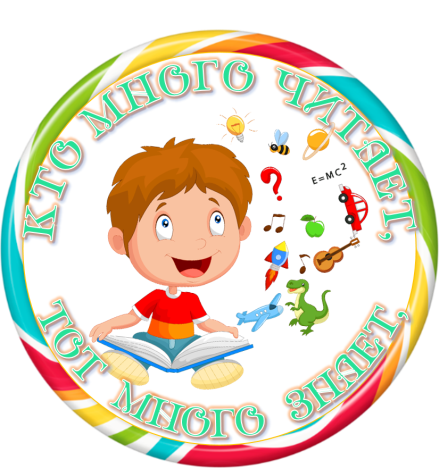 КТО МНОГО ЧИТАЕТ,
E=MC²
?
ТОТ МНОГО ЗНАЕТ,